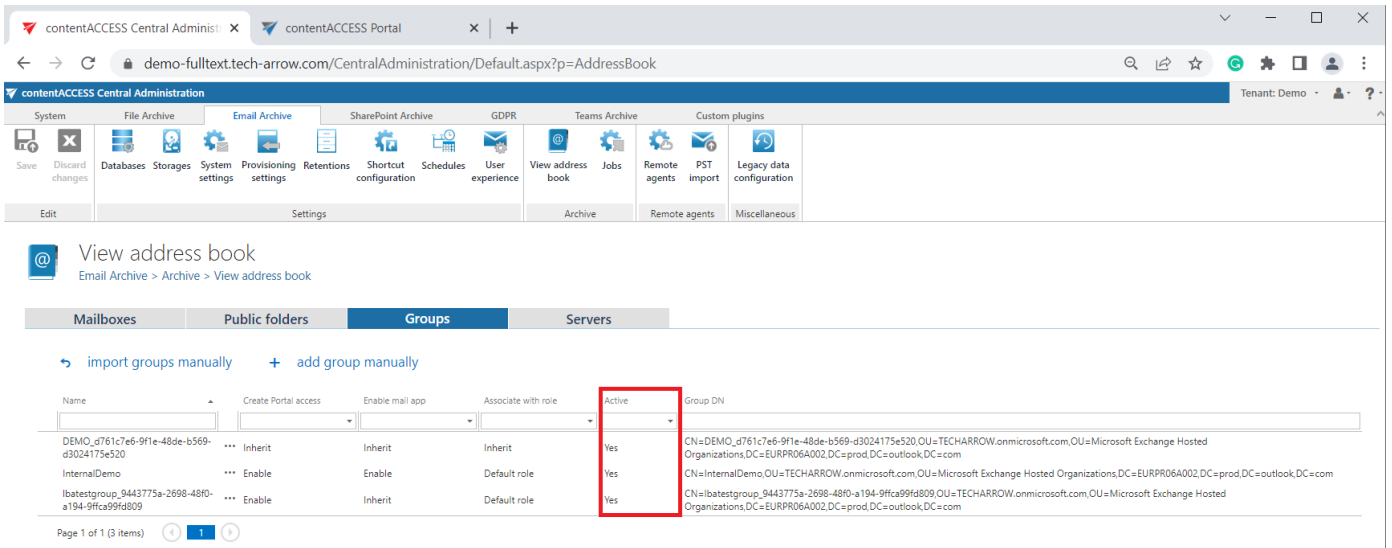 contentACCESS Central Administ
contentACCESS Portal
demo-fulltext.tech-arrow.com/CentralAdministration/Default.aspx?p=AddressBook
contentACCESS Central Administration
Tenant: Demo
?
System
File Archive
Email Archive
SharePoint Archive
GDPR
Teams Archive
Custom plugins
Save
Discard changes
Databases
Storages
System settings
Provisioning settings
Retentions
Shortcut configuration
Schedules
User experience
View address book
Jobs
Remote agents
PST import
Legacy data configuration
Edit
Settings
Archive
Remote agents
Miscellaneous
View address book
Email Archive > Archive > View address book
Mailboxes
Public folders
Groups
Servers
import groups manually
+ add group manually
Name Create Portal access Enable mail app Associate with role Active Group DN
DEMO_d761c7e6-9f1e-48de-b569-d3024175e520 ••• Inherit Inherit Inherit Yes CN=DEMO_d761c7e6-9f1e-48de-b569-d3024175e520,OU=TECHARROW.onmicrosoft.com,OU=Microsoft Exchange Hosted Organizations,DC=EURPR06A002,DC=prod,DC=outlook,DC=com
InternalDemo ••• Enable Enable Default role Yes CN=InternalDemo,OU=TECHARROW.onmicrosoft.com,OU=Microsoft Exchange Hosted Organizations,DC=EURPR06A002,DC=prod,DC=outlook,DC=com
lbatestgroup_9443775a-2698-48f0-a194-9ffca99fd809 ••• Enable Inherit Default role Yes CN=lbatestgroup_9443775a-2698-48f0-a194-9ffca99fd809,OU=TECHARROW.onmicrosoft.com,OU=Microsoft Exchange Hosted Organizations,DC=EURPR06A002,DC=prod,DC=outlook,DC=com
Page 1 of 1 (3 items) 1